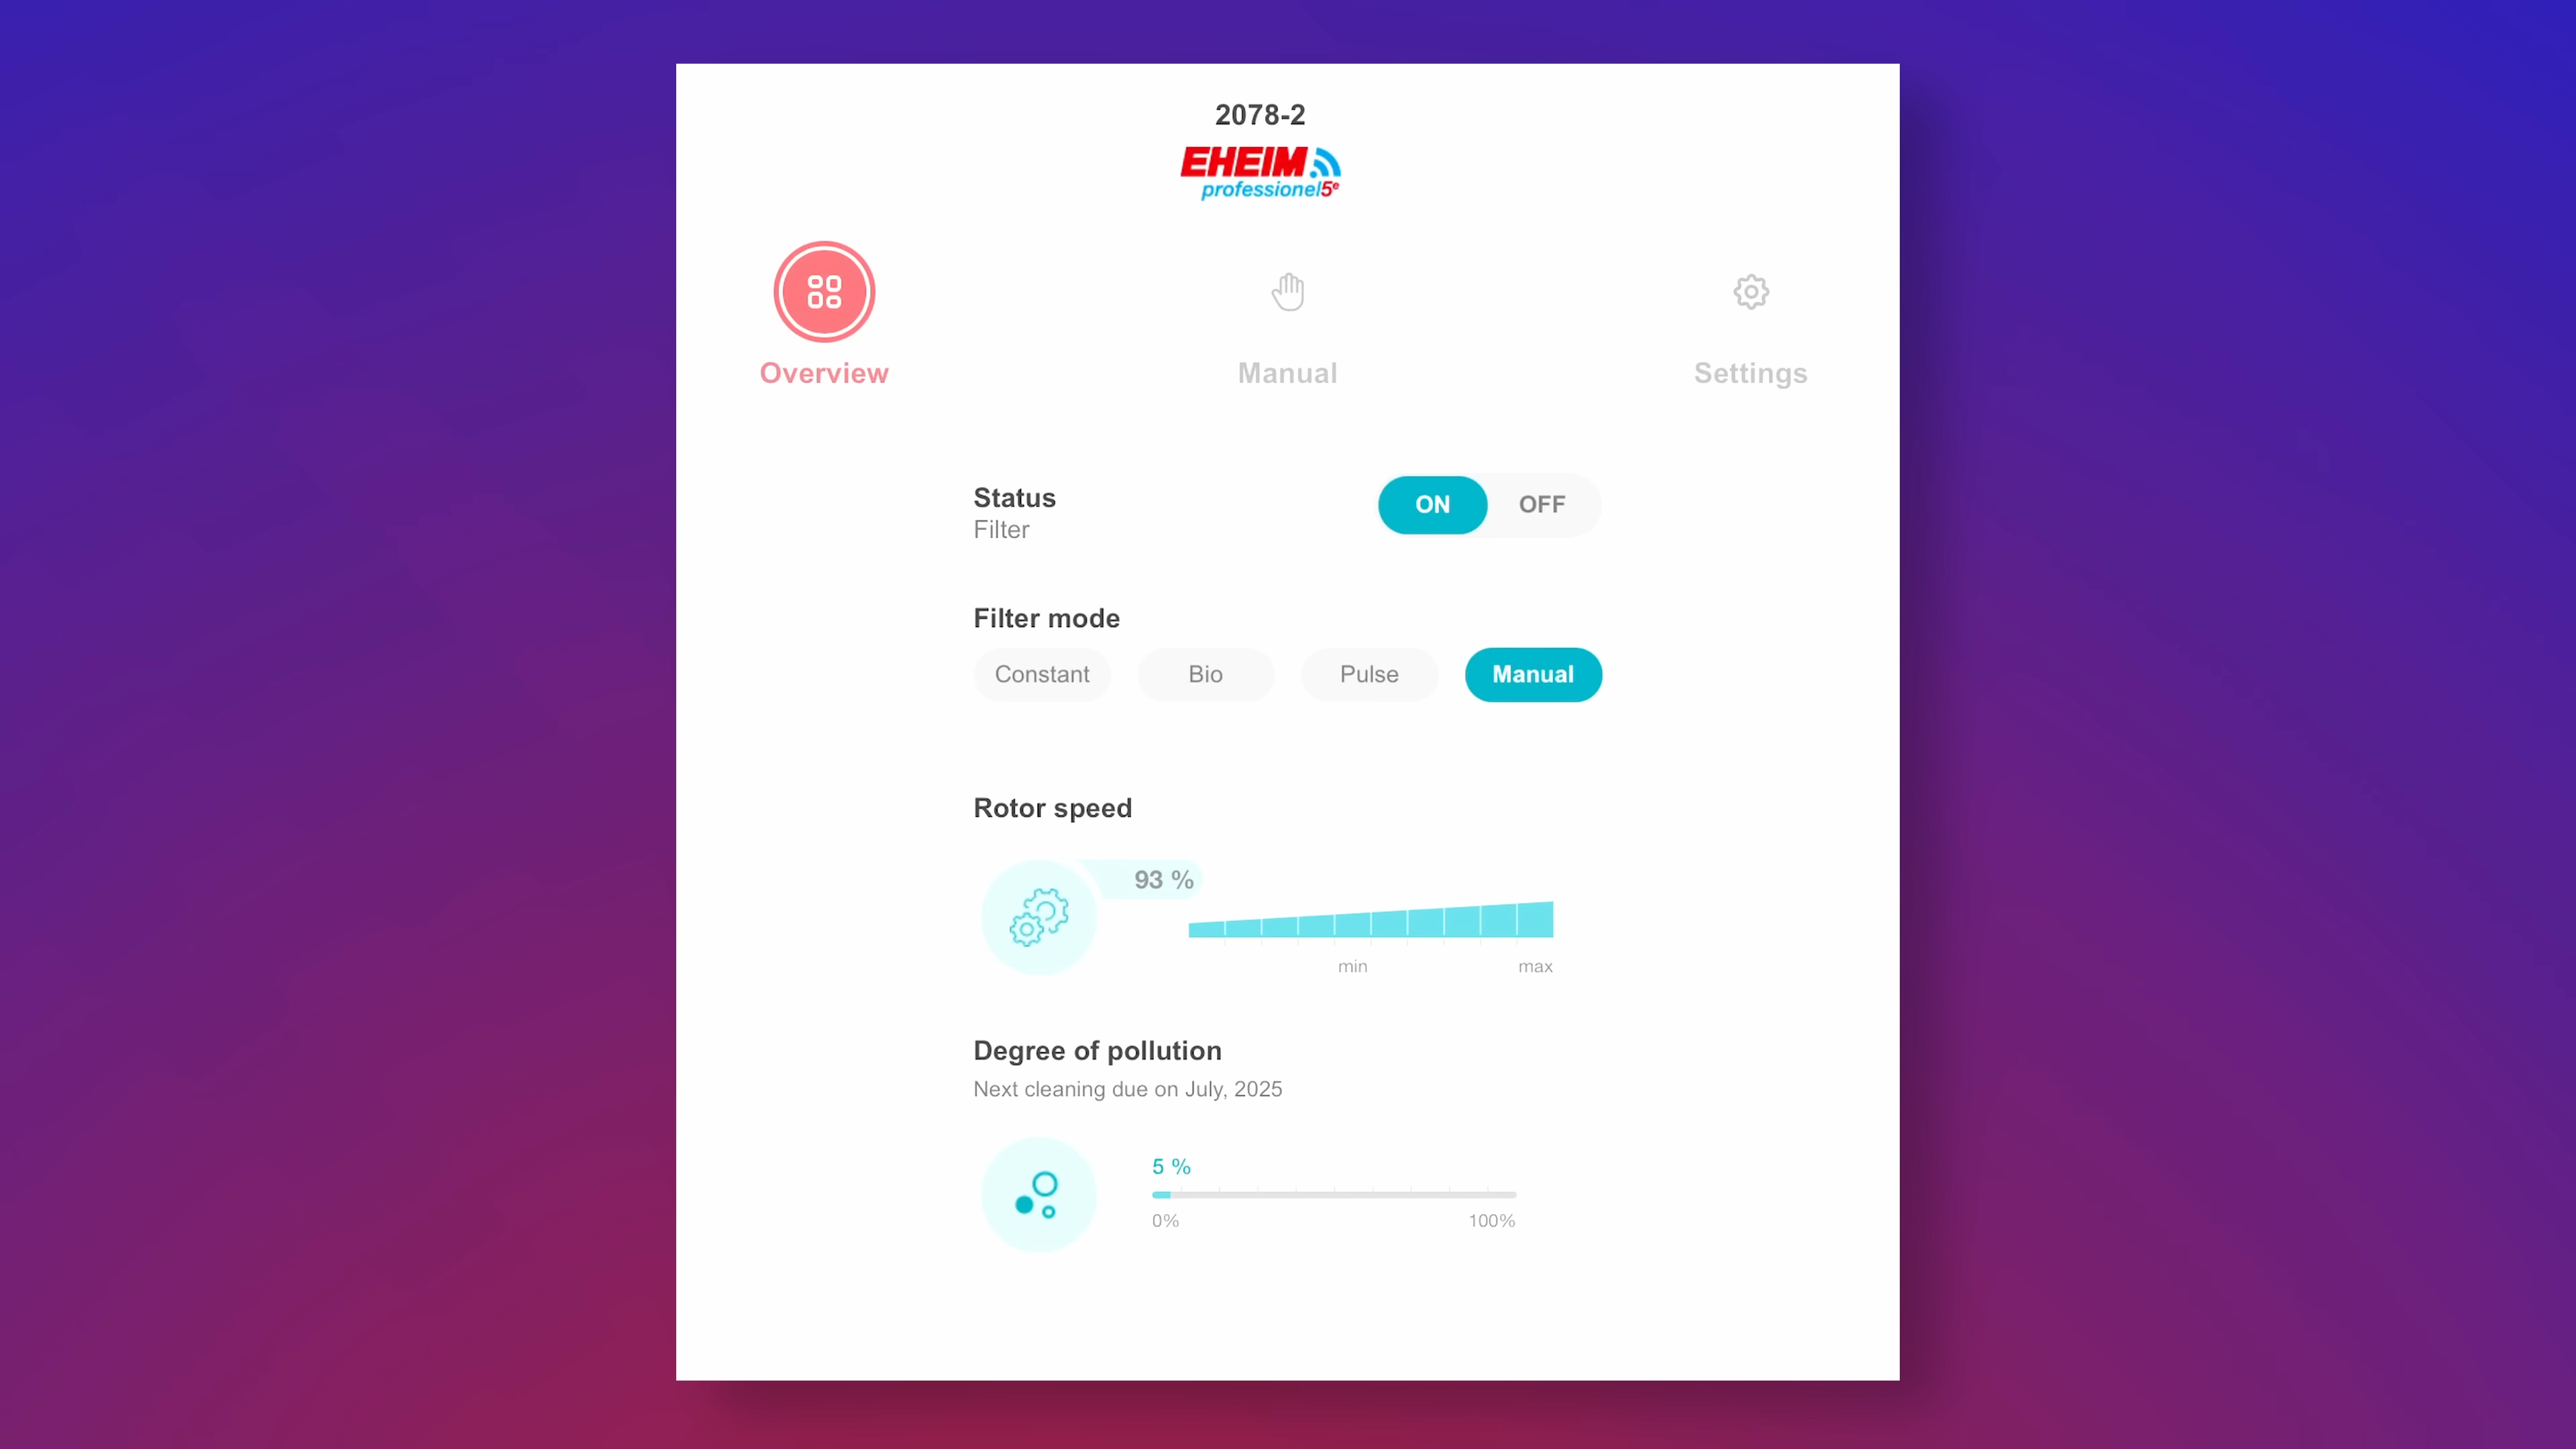 2078-2
EHEIM
professionel5e
Overview
Manual
Settings
Status
Filter
ON
OFF
Filter mode
Constant
Bio
Pulse
Manual
Rotor speed
93 %
min
max
Degree of pollution
Next cleaning due on July, 2025
5 %
0%
100%